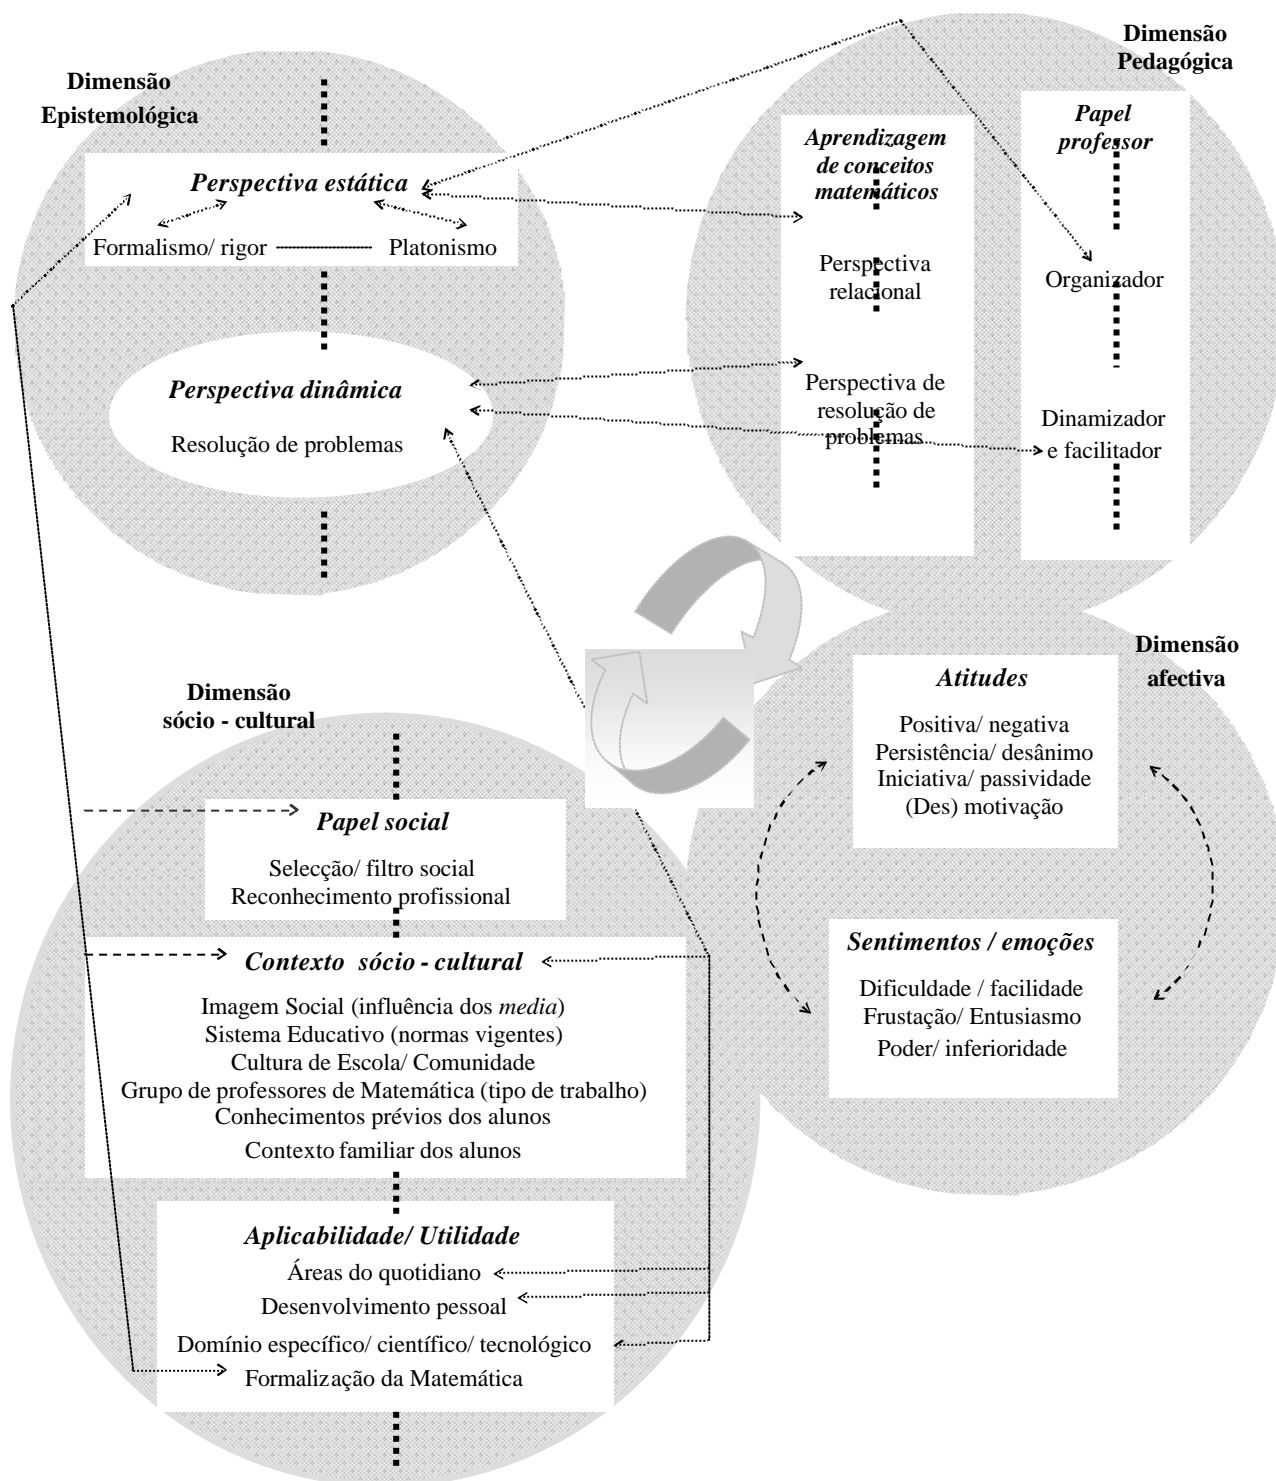 Dimensão
Epistemológica
Perspectiva estática
Formalismo/ rigor
Platonismo
Perspectiva dinâmica
Resolução de problemas
Dimensão
Pedagógica
Aprendizagem
de conceitos
matemáticos
Perspectiva
relacional
Perspectiva de
resolução de
problemas
Papel
professor
Organizador
Dinamizador
e facilitador
Dimensão
sócio - cultural
Papel social
Selecção/ filtro social
Reconhecimento profissional
Contexto sócio - cultural
Imagem Social (influência dos media)
Sistema Educativo (normas vigentes)
Cultura de Escola/ Comunidade
Grupo de professores de Matemática (tipo de trabalho)
Conhecimentos prévios dos alunos
Contexto familiar dos alunos
Aplicabilidade/ Utilidade
Áreas do quotidiano
Desenvolvimento pessoal
Domínio específico/ científico/ tecnológico
Formalização da Matemática
Dimensão
afectiva
Atitudes
Positiva/ negativa
Persistência/ desânimo
Iniciativa/ passividade
(Des) motivação
Sentimentos / emoções
Dificuldade / facilidade
Frustação/ Entusiasmo
Poder/ inferioridade